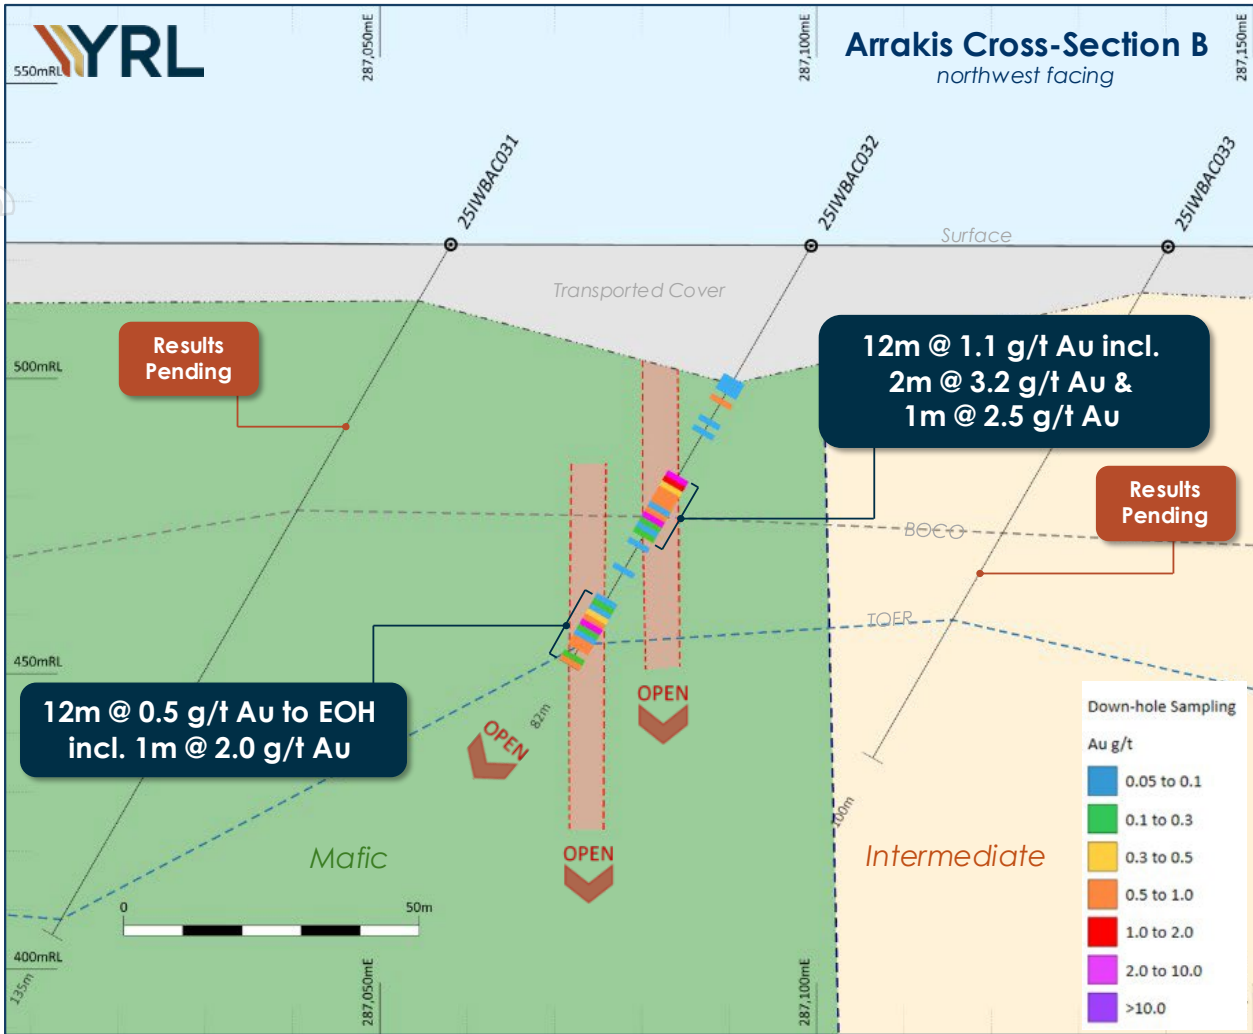 YRL
Arrakis Cross-Section B
northwest facing
287,050mE
287,100mE
287,150mE
550mRL
25IWBAC031
25IWBAC032
25IWBAC033
Surface
Transported Cover
Results
Pending
500mRL
12m @ 1.1 g/t Au incl.
2m @ 3.2 g/t Au &
1m @ 2.5 g/t Au
Results
Pending
BOCO
TOFR
450mRL
12m @ 0.5 g/t Au to EOH
incl. 1m @ 2.0 g/t Au
OPEN
82m
OPEN
OPEN
100m
Mafic
Intermediate
0
50m
400mRL
135m
287,050mE
287,100mE
Down-hole Sampling
Au g/t
0.05 to 0.1
0.1 to 0.3
0.3 to 0.5
0.5 to 1.0
1.0 to 2.0
2.0 to 10.0
>10.0